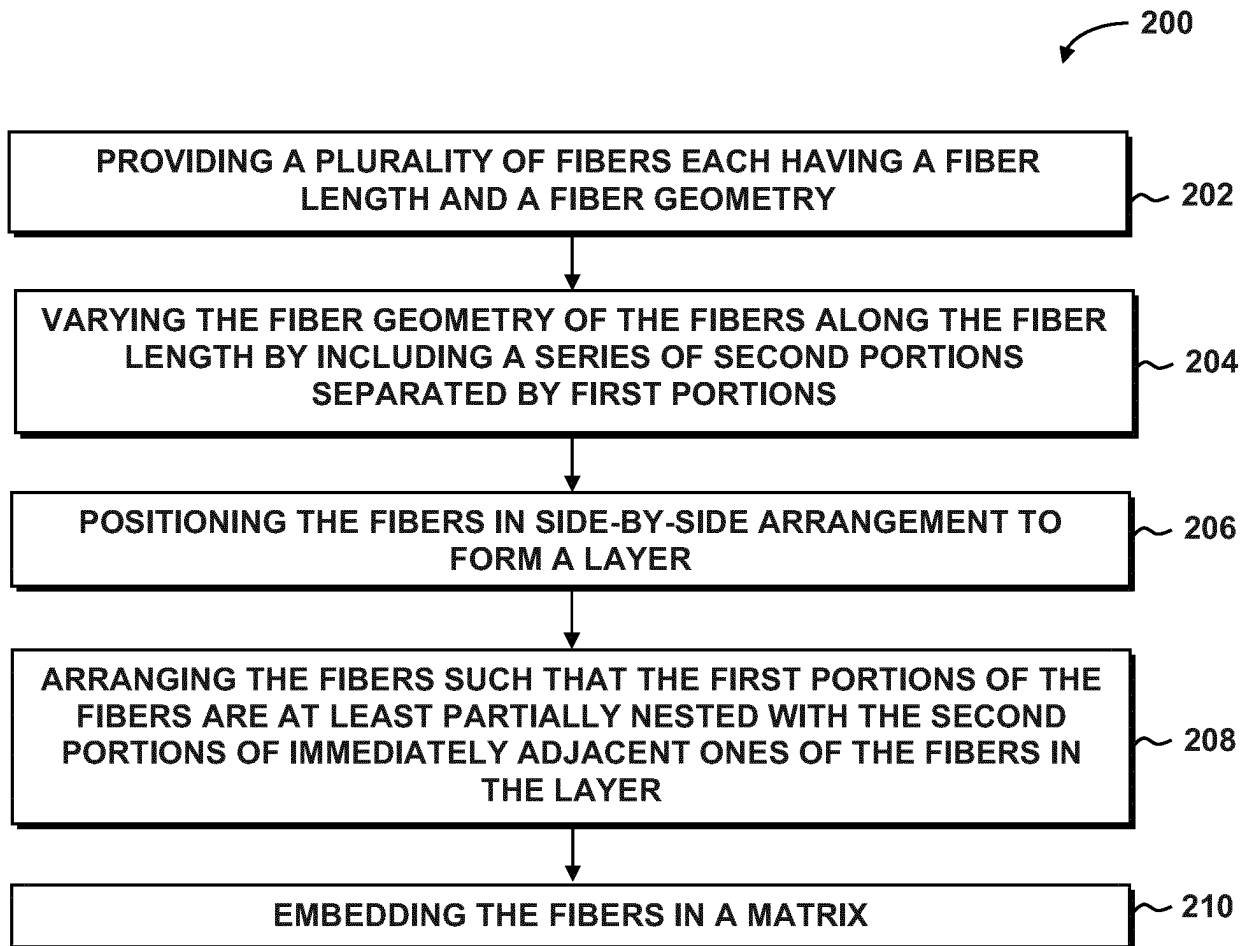 200
PROVIDING A PLURALITY OF FIBERS EACH HAVING A FIBER
LENGTH AND A FIBER GEOMETRY
202
VARYING THE FIBER GEOMETRY OF THE FIBERS ALONG THE FIBER
LENGTH BY INCLUDING A SERIES OF SECOND PORTIONS
SEPARATED BY FIRST PORTIONS
204
POSITIONING THE FIBERS IN SIDE-BY-SIDE ARRANGEMENT TO
FORM A LAYER
206
ARRANGING THE FIBERS SUCH THAT THE FIRST PORTIONS OF THE
FIBERS ARE AT LEAST PARTIALLY NESTED WITH THE SECOND
PORTIONS OF IMMEDIATELY ADJACENT ONES OF THE FIBERS IN
THE LAYER
208
EMBEDDING THE FIBERS IN A MATRIX
210